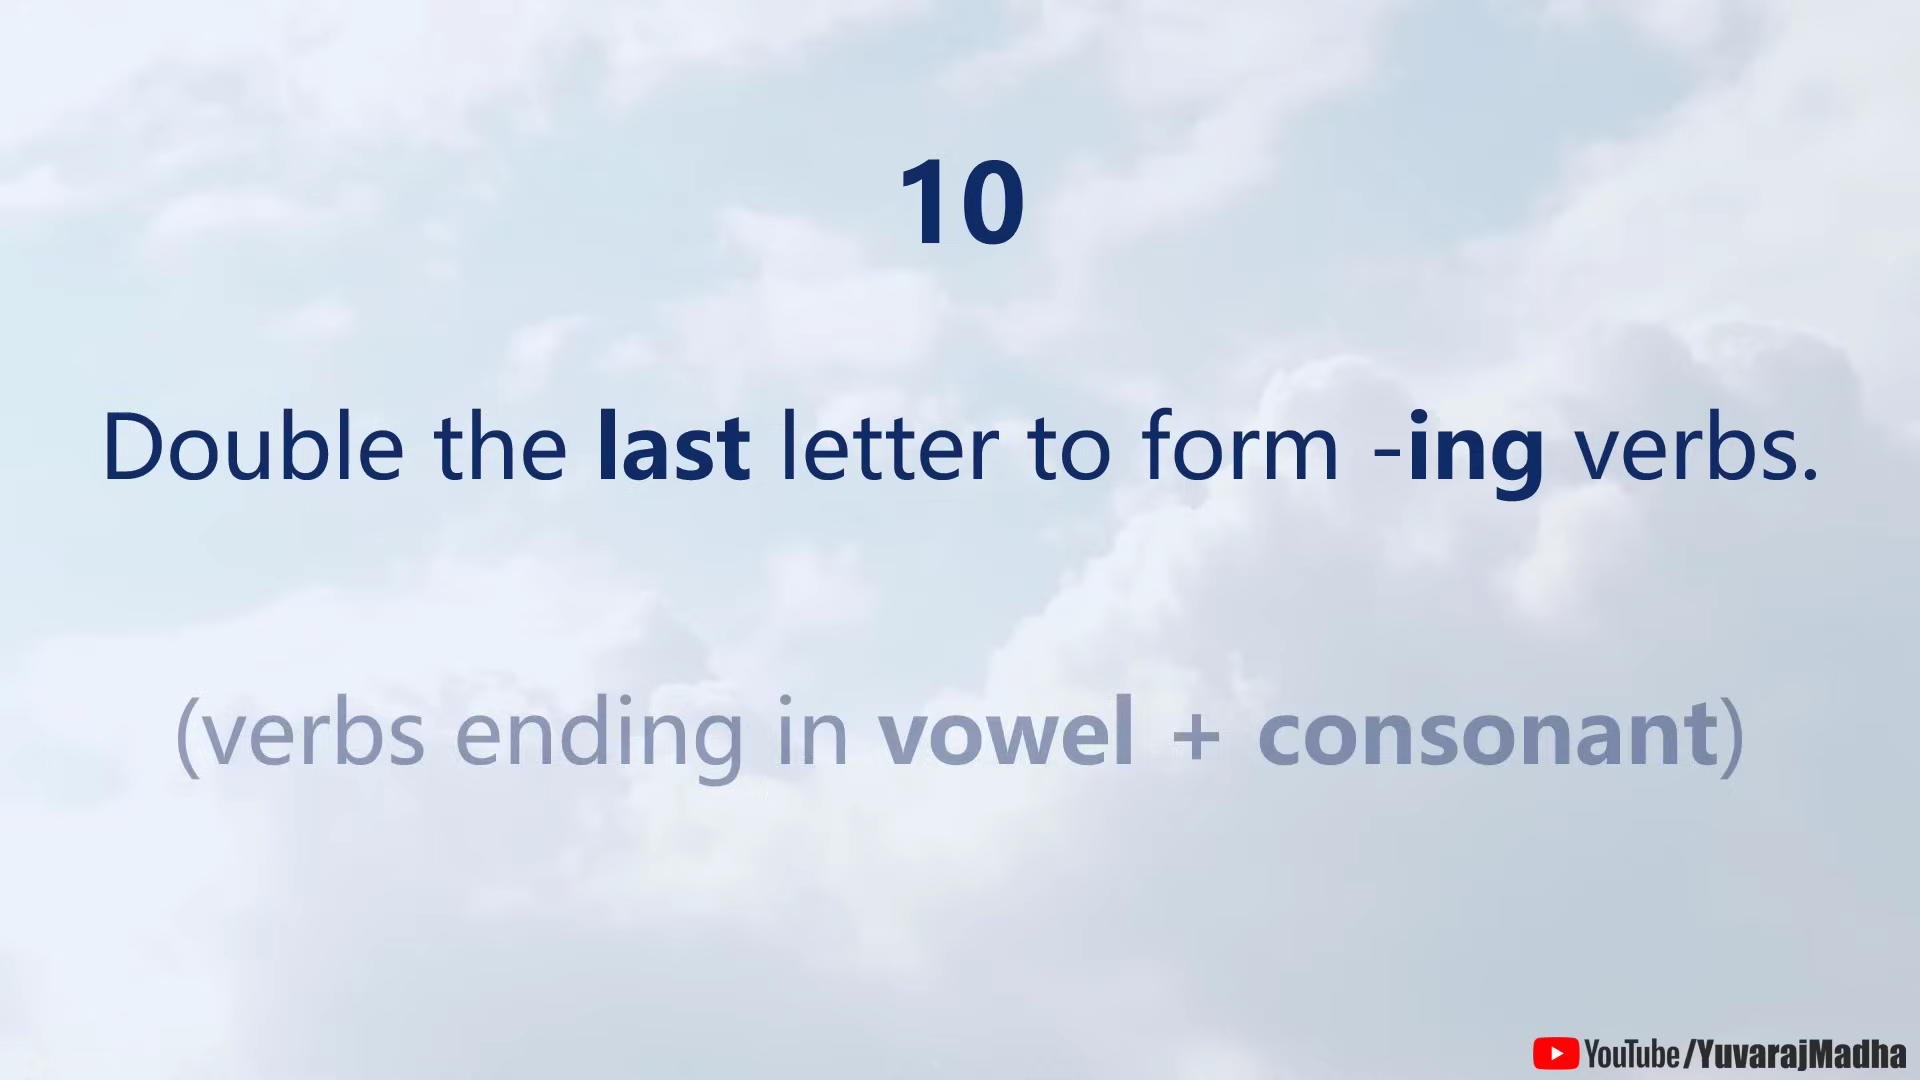 10
Double the last letter to form -ing verbs.
(verbs ending in vowel + consonant)
YouTube/YuvarajMadha